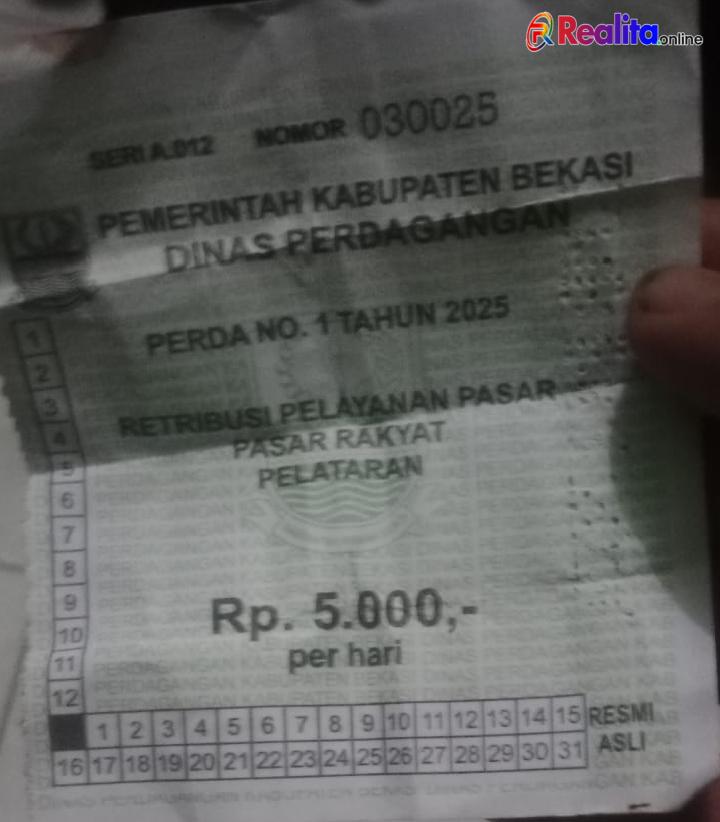 Realita online
SERI A.012 NOMOR 030025
PEMERINTAH KABUPATEN BEKASI
DINAS PERDAGANGAN
PERDA NO. 1 TAHUN 2025
RETRIBUSI PELAYANAN PASAR
PASAR RAKYAT
PELATARAN
Rp. 5.000,-
per hari
1
2
3
4
5
6
7
8
9
10
11
12
1 2 3 4 5 6 7 8 9 10 11 12 13 14 15 RESMI
16 17 18 19 20 21 22 23 24 25 26 27 28 29 30 31 ASLI